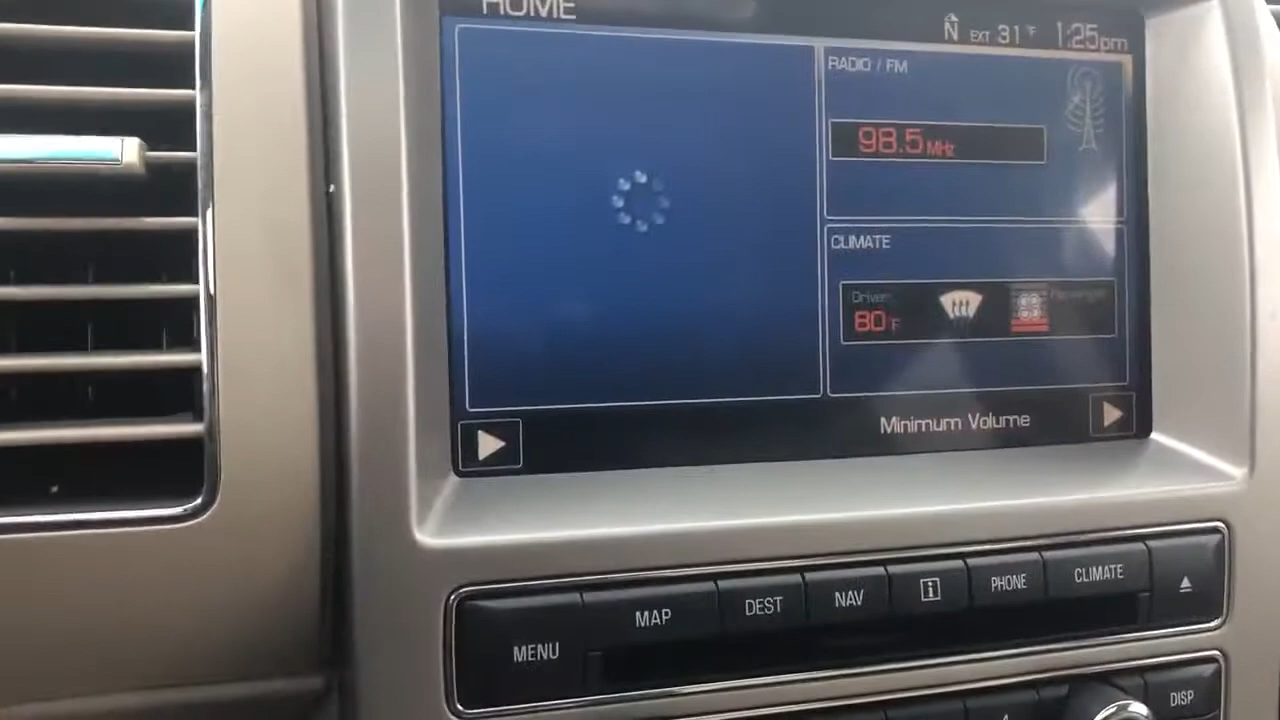 HOME
N EXT 31°F 1:25pm
RADIO / FM
98.5 MHz
CLIMATE
Driver Passenger
80°F
Minimum Volume
MENU MAP DEST NAV i PHONE CLIMATE
DISP